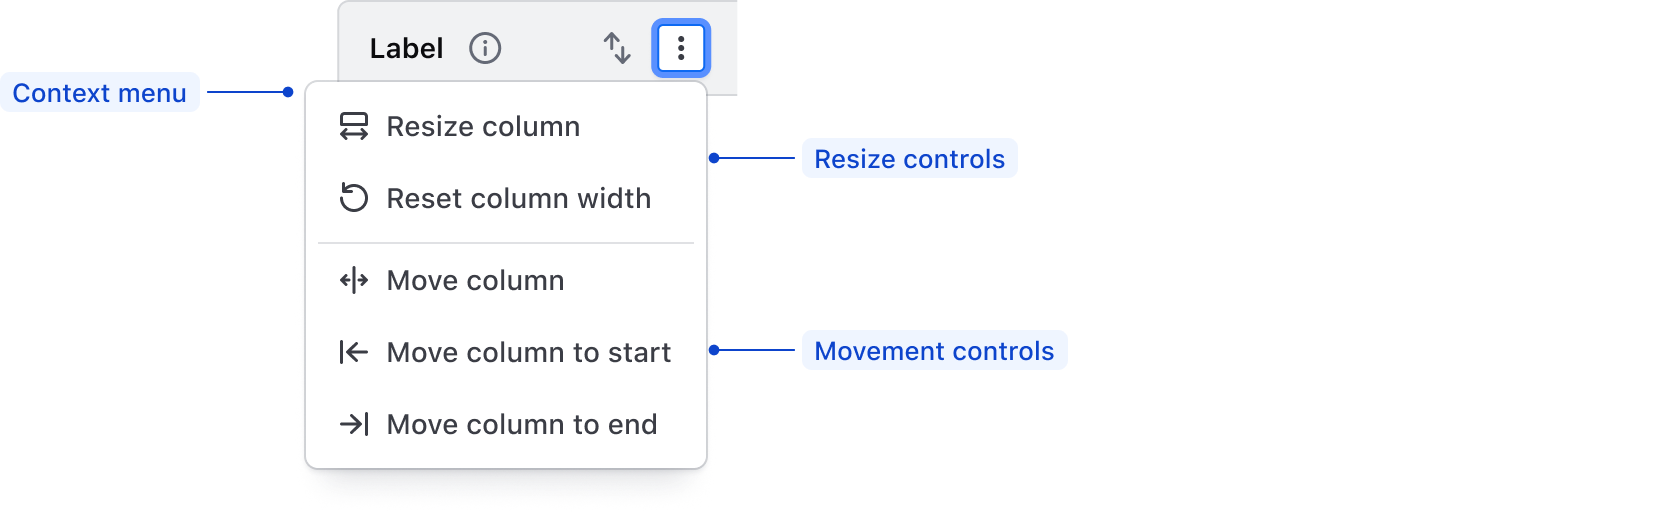 Label
Context menu
Resize column
Resize controls
Reset column width
Move column
Move column to start
Movement controls
Move column to end